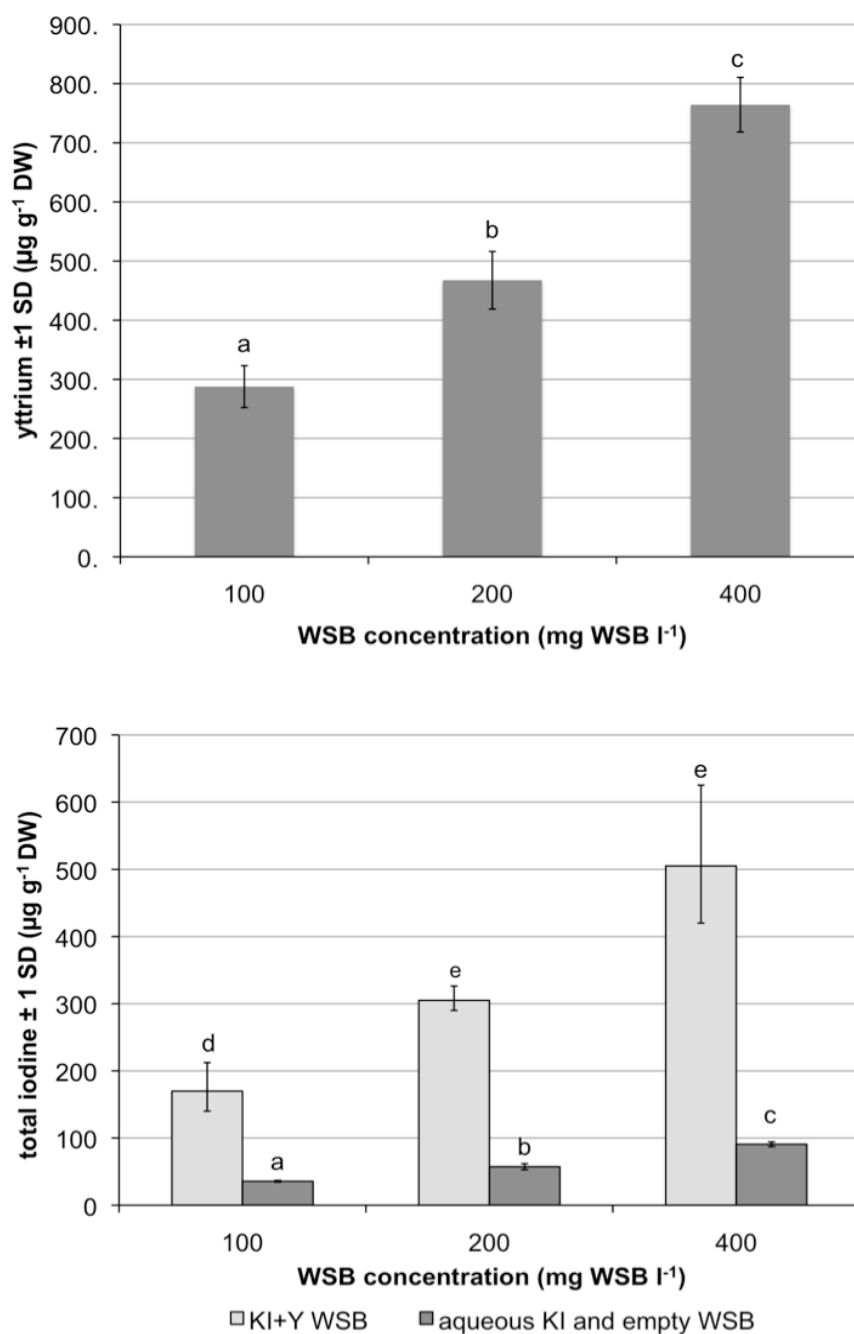 yttrium ±1 SD (µg g⁻¹ DW)
900.
800.
700.
600.
500.
400.
300.
200.
100.
0.
a
b
c
100 200 400
WSB concentration (mg WSB l⁻¹)
total iodine ± 1 SD (µg g⁻¹ DW)
700
600
500
400
300
200
100
0
d
a
e
b
e
c
100 200 400
WSB concentration (mg WSB l⁻¹)
KI+Y WSB aqueous KI and empty WSB